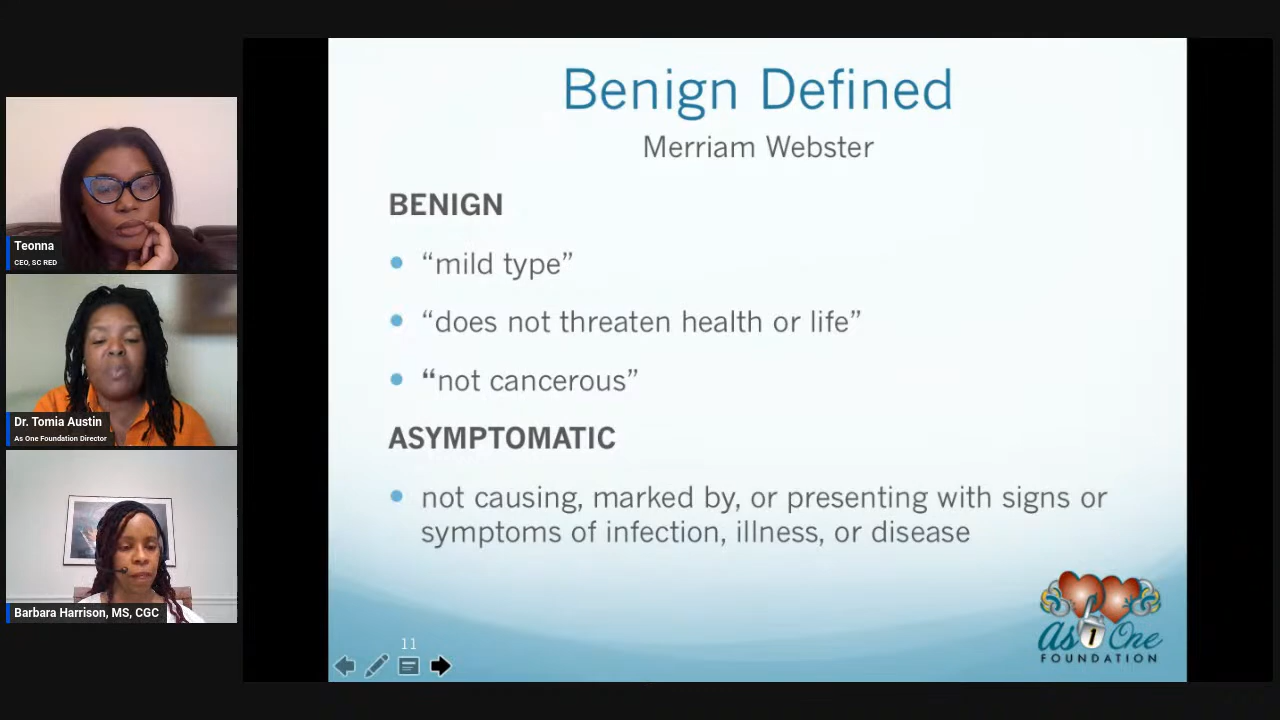 Teonna
CEO, SC RED
Dr. Tomia Austin
As One Foundation Director
Barbara Harrison, MS, CGC
Benign Defined
Merriam Webster
BENIGN
• “mild type”
• “does not threaten health or life”
• “not cancerous”
ASYMPTOMATIC
• not causing, marked by, or presenting with signs or
symptoms of infection, illness, or disease
11
As 1 One
FOUNDATION